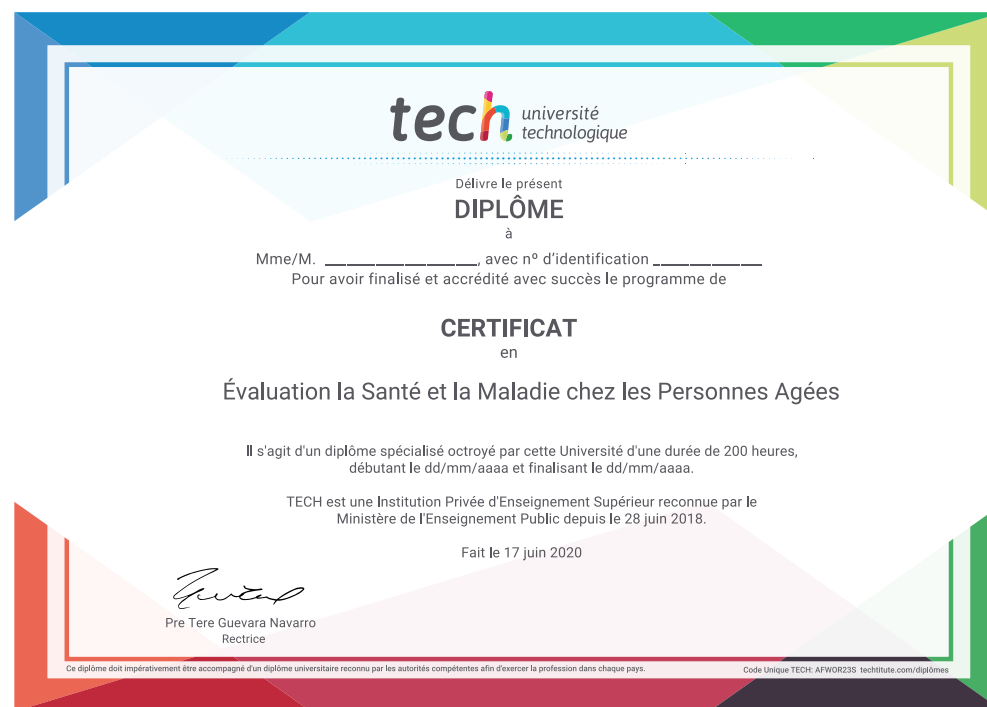 tech université
technologique
Délivre le présent
DIPLÔME
à
Mme/M. _________________, avec nº d'identification ____________
Pour avoir finalisé et accrédité avec succès le programme de
CERTIFICAT
en
Évaluation la Santé et la Maladie chez les Personnes Agées
Il s'agit d'un diplôme spécialisé octroyé par cette Université d'une durée de 200 heures,
débutant le dd/mm/aaaa et finalisant le dd/mm/aaaa.
TECH est une Institution Privée d'Enseignement Supérieur reconnue par le
Ministère de l'Enseignement Public depuis le 28 juin 2018.
Fait le 17 juin 2020
Pre Tere Guevara Navarro
Rectrice
Ce diplôme doit impérativement être accompagné d'un diplôme universitaire reconnu par les autorités compétentes afin d'exercer la profession dans chaque pays.
Code Unique TECH: AFWOR23S techtitute.com/diplômes